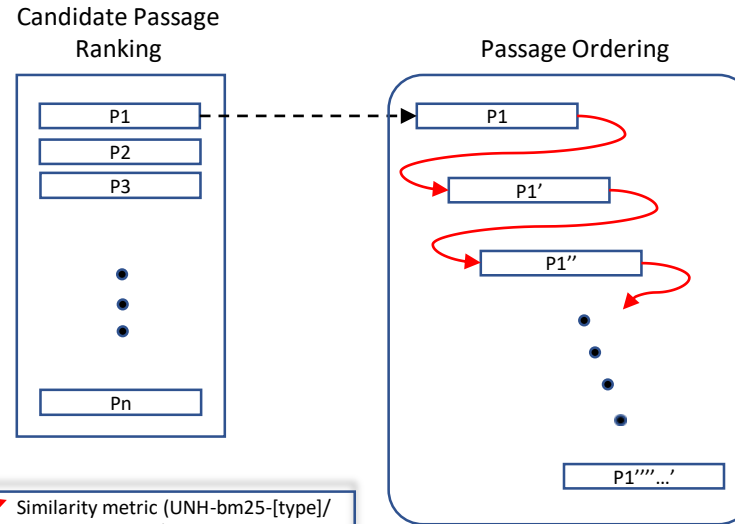 Candidate Passage
Ranking
Passage Ordering
P1
P2
P3
Pn
P1
P1'
P1''
P1''''...'
Similarity metric (UNH-bm25-[type]/